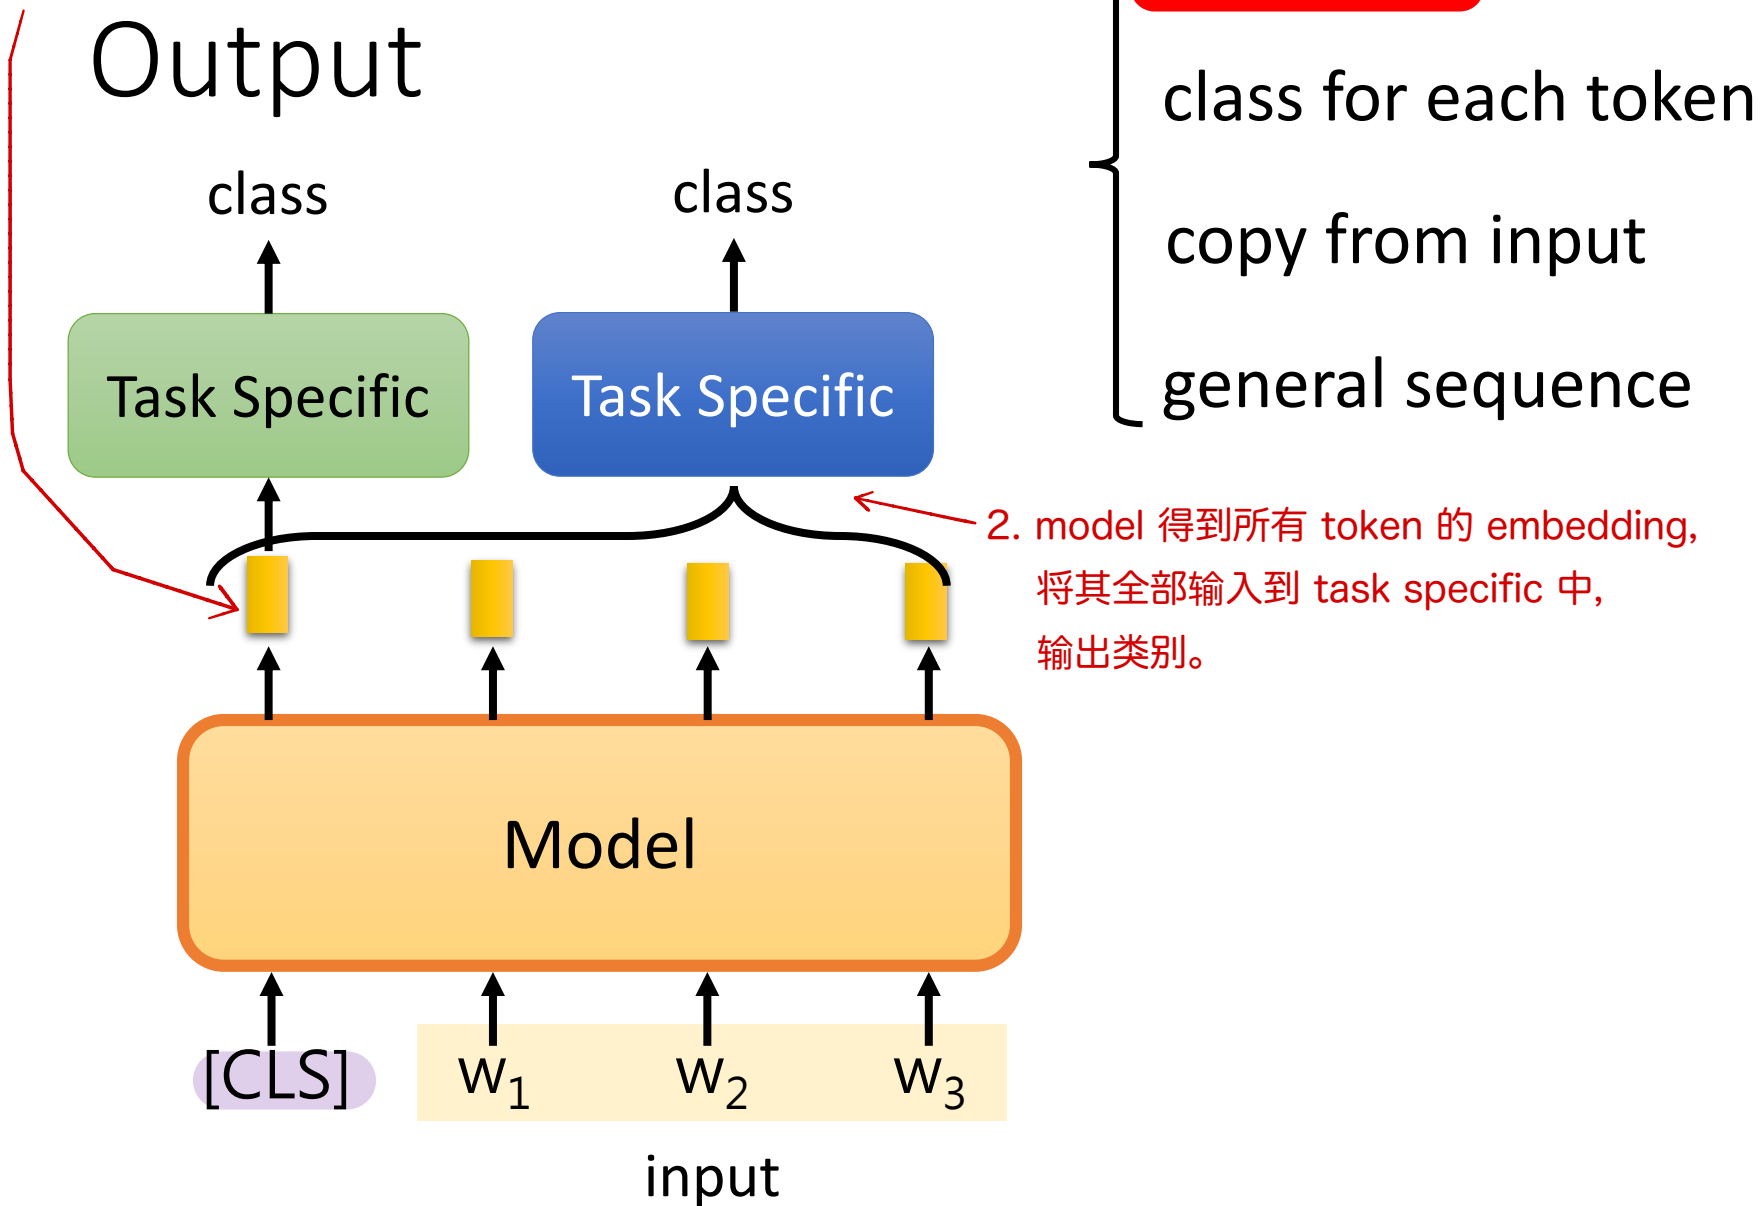 Output
class for each token
copy from input
general sequence
class
class
Task Specific
Task Specific
2. model 得到所有 token 的 embedding,
将其全部输入到 task specific 中,
输出类别。
Model
[CLS]
w1
w2
w3
input